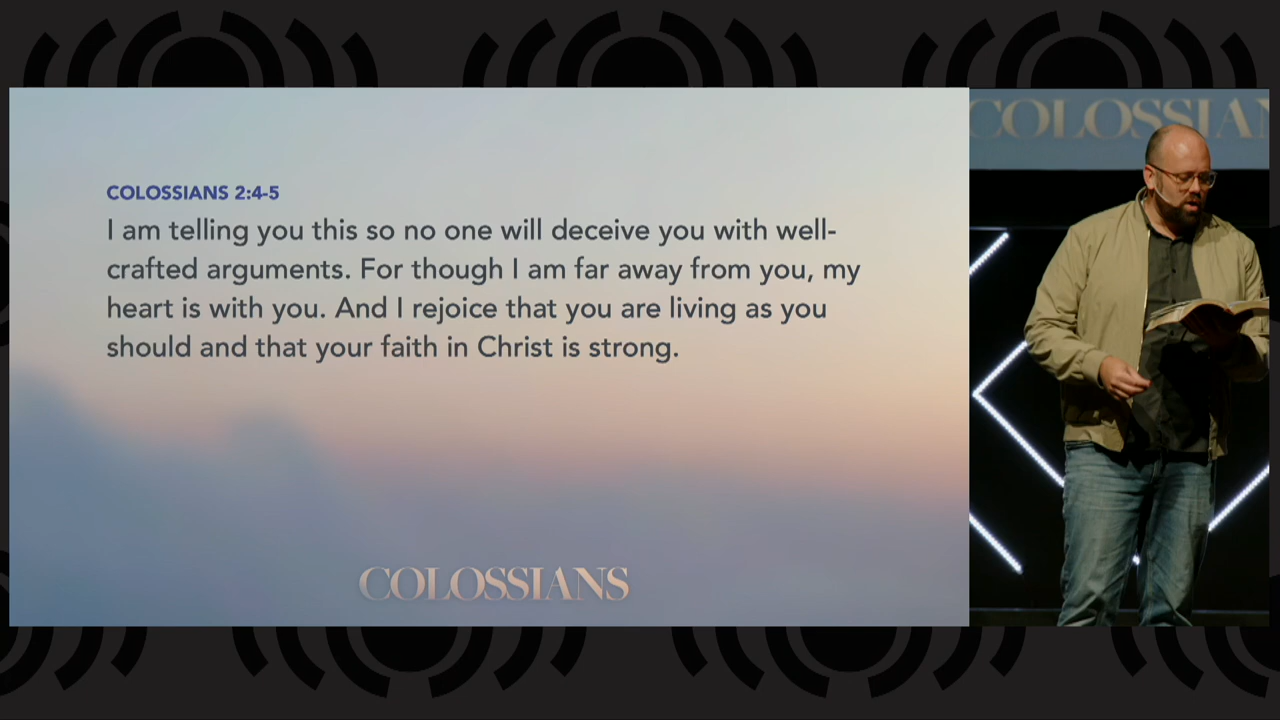 COLOSSIANS 2:4-5
I am telling you this so no one will deceive you with well-
crafted arguments. For though I am far away from you, my
heart is with you. And I rejoice that you are living as you
should and that your faith in Christ is strong.
COLOSSIANS
COLOSSIAN